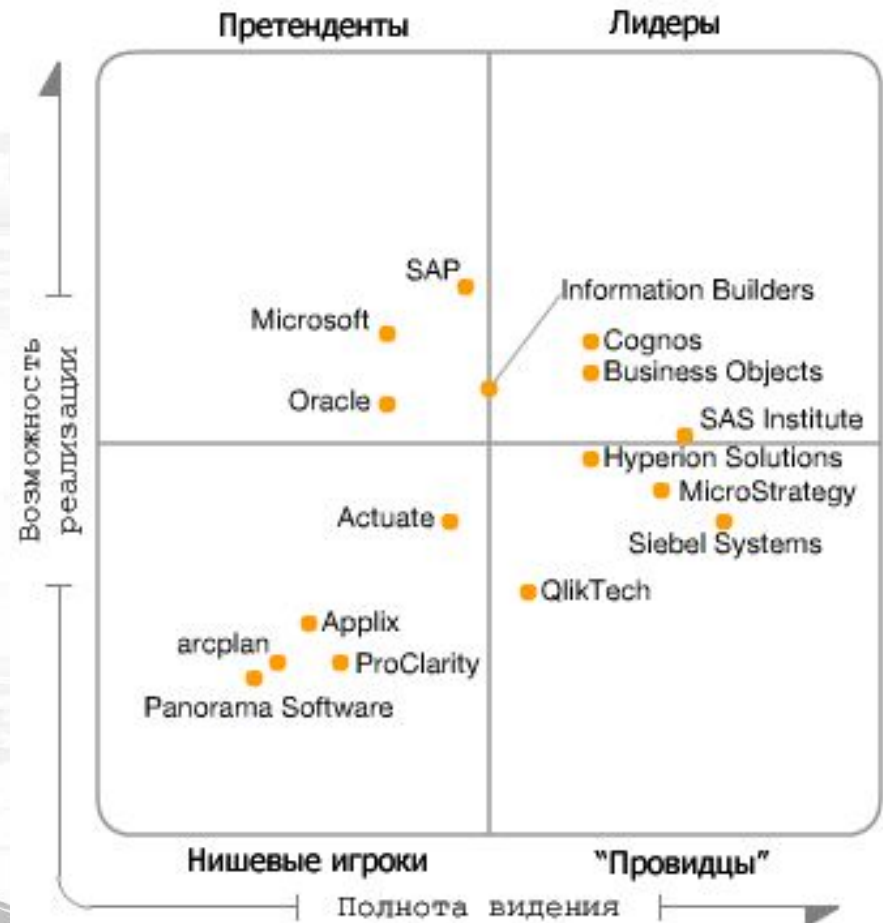 Претенденты
Лидеры
SAP
Information Builders
Microsoft
Cognos
Business Objects
Oracle
SAS Institute
Hyperion Solutions
MicroStrategy
Actuate
Siebel Systems
QlikTech
Applix
arcplan
ProClarity
Panorama Software
Возможность
реализации
Нишевые игроки
“Провидцы”
Полнота видения